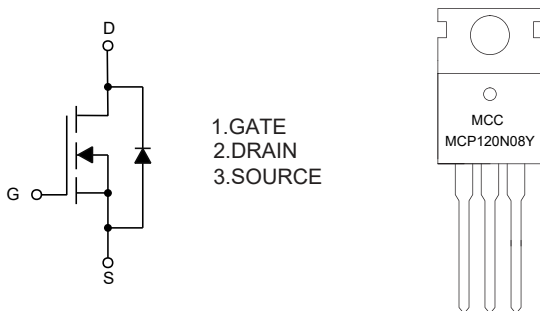 D
G
S
1.GATE
2.DRAIN
3.SOURCE
MCC
MCP120N08Y